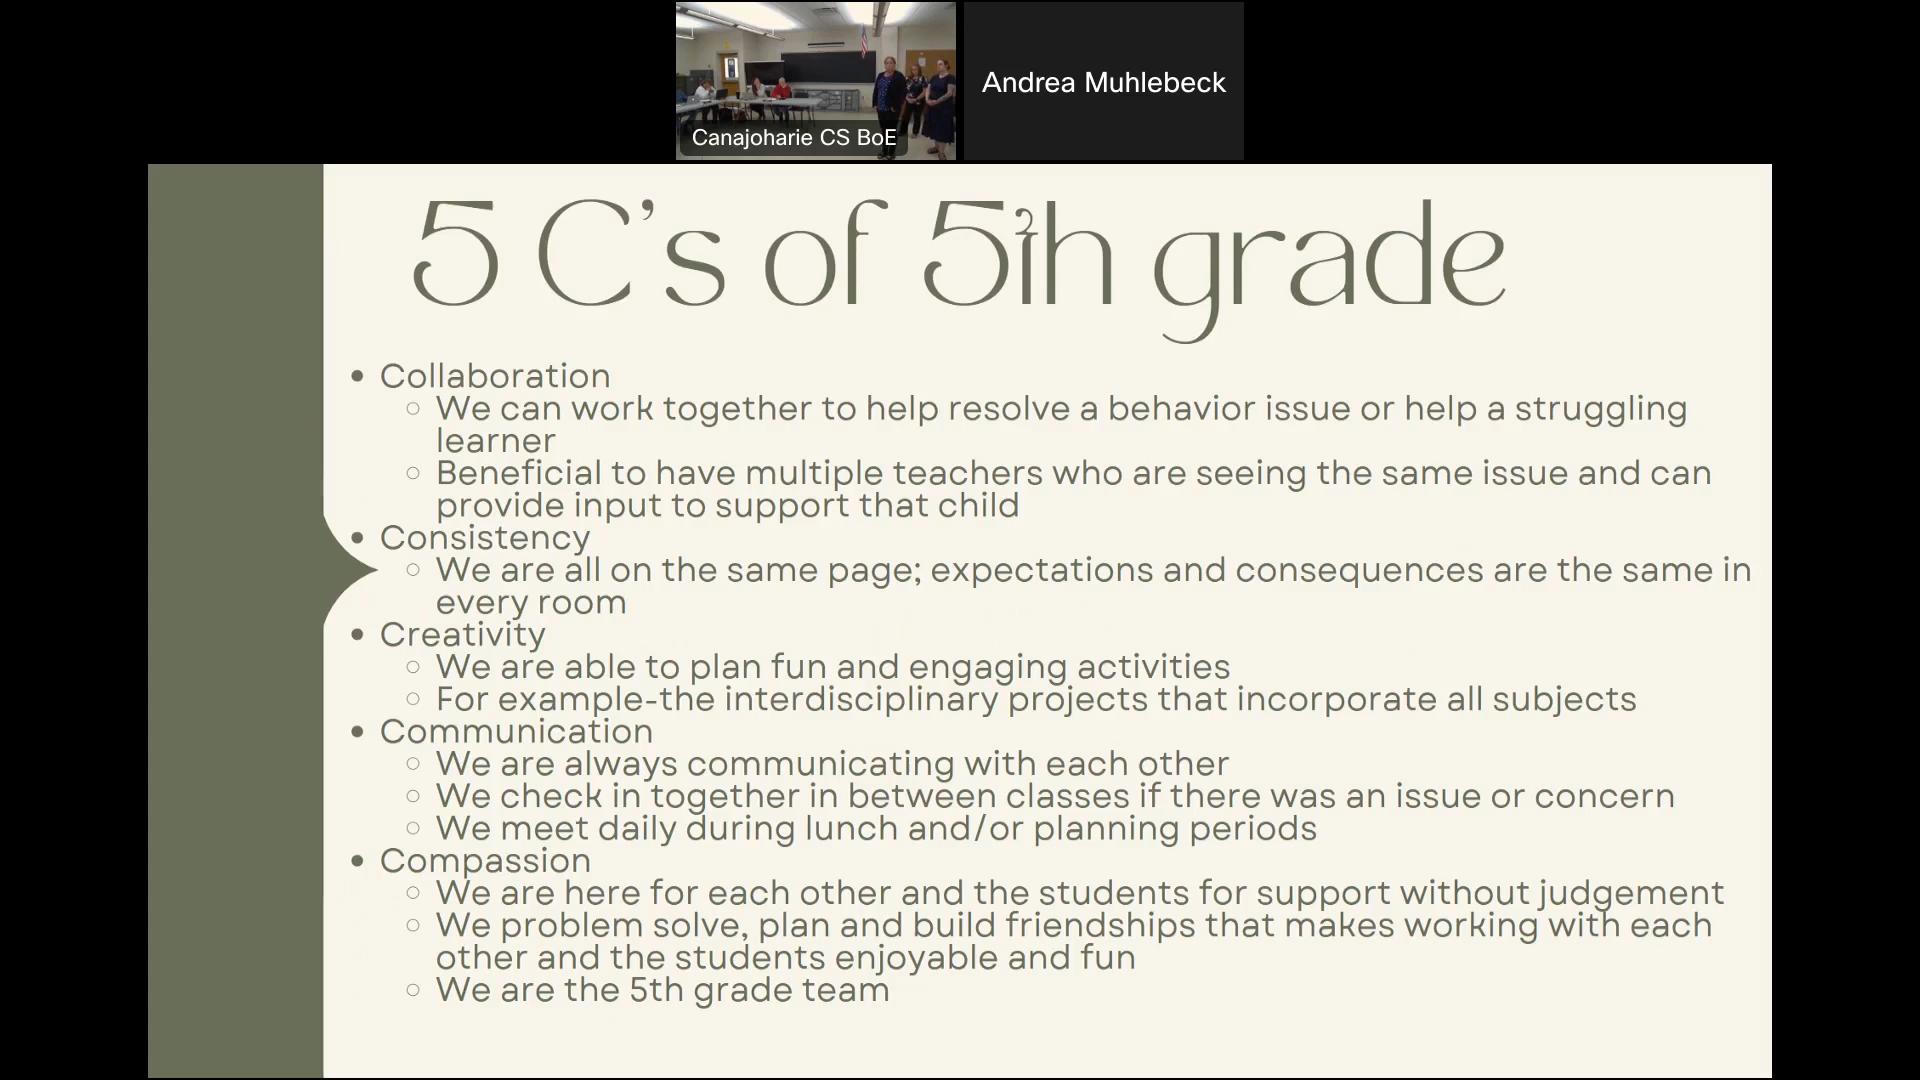 Canajoharie CS BoE
Andrea Muhlebeck
5 C's of 5th grade
• Collaboration
○ We can work together to help resolve a behavior issue or help a struggling
learner
○ Beneficial to have multiple teachers who are seeing the same issue and can
provide input to support that child
• Consistency
○ We are all on the same page; expectations and consequences are the same in
every room
• Creativity
○ We are able to plan fun and engaging activities
○ For example-the interdisciplinary projects that incorporate all subjects
• Communication
○ We are always communicating with each other
○ We check in together in between classes if there was an issue or concern
○ We meet daily during lunch and/or planning periods
• Compassion
○ We are here for each other and the students for support without judgement
○ We problem solve, plan and build friendships that makes working with each
other and the students enjoyable and fun
○ We are the 5th grade team